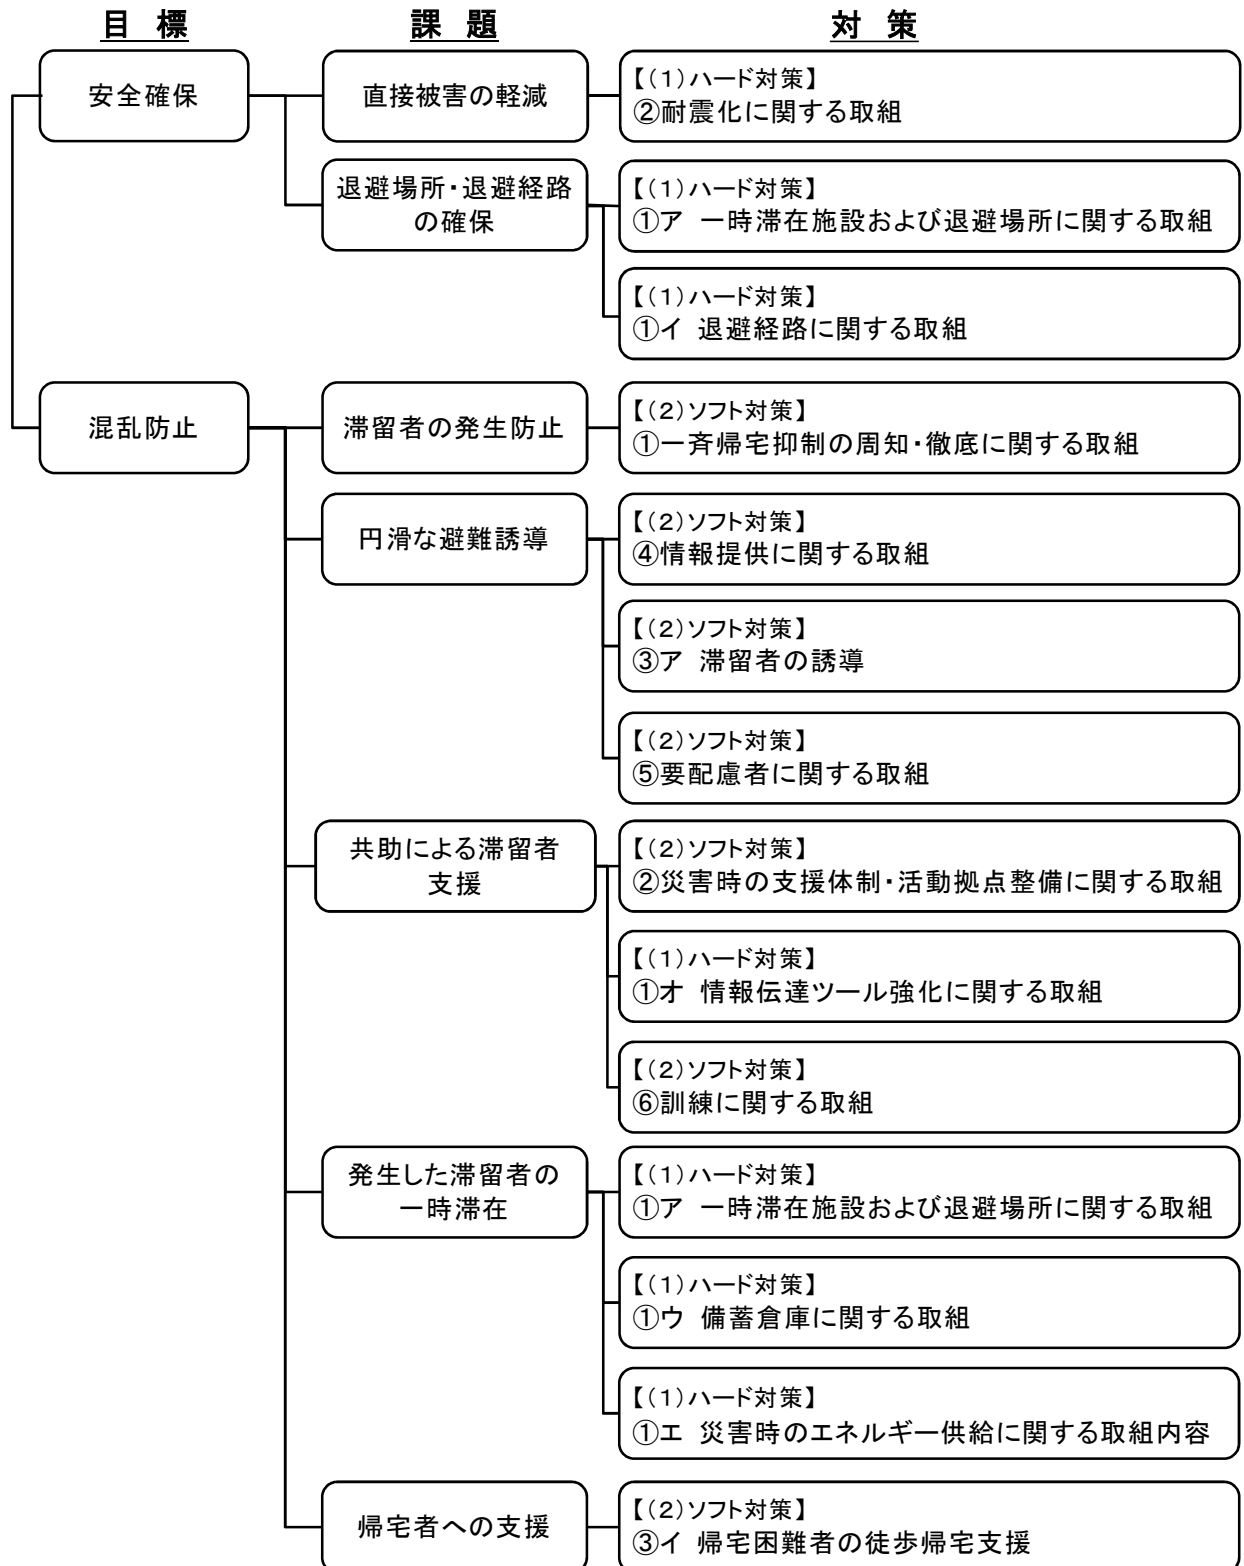 目 標
課 題
対 策
安全確保
直接被害の軽減
【(1)ハード対策】
②耐震化に関する取組
退避場所・退避経路
の確保
【(1)ハード対策】
①ア 一時滞在施設および退避場所に関する取組
【(1)ハード対策】
①イ 退避経路に関する取組
混乱防止
滞留者の発生防止
【(2)ソフト対策】
①一斉帰宅抑制の周知・徹底に関する取組
円滑な避難誘導
【(2)ソフト対策】
④情報提供に関する取組
【(2)ソフト対策】
③ア 滞留者の誘導
【(2)ソフト対策】
⑤要配慮者に関する取組
共助による滞留者
支援
【(2)ソフト対策】
②災害時の支援体制・活動拠点整備に関する取組
【(1)ハード対策】
①オ 情報伝達ツール強化に関する取組
【(2)ソフト対策】
⑥訓練に関する取組
発生した滞留者の
一時滞在
【(1)ハード対策】
①ア 一時滞在施設および退避場所に関する取組
【(1)ハード対策】
①ウ 備蓄倉庫に関する取組
【(1)ハード対策】
①エ 災害時のエネルギー供給に関する取組内容
帰宅者への支援
【(2)ソフト対策】
③イ 帰宅困難者の徒歩帰宅支援